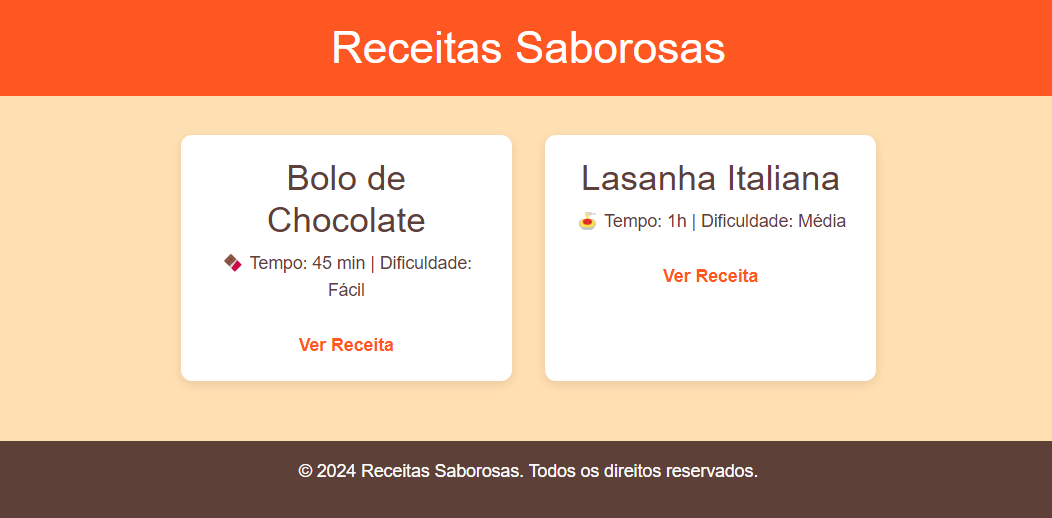 Receitas Saborosas
Bolo de
Chocolate
🍫 Tempo: 45 min | Dificuldade:
Fácil
Ver Receita
Lasanha Italiana
🍝 Tempo: 1h | Dificuldade: Média
Ver Receita
© 2024 Receitas Saborosas. Todos os direitos reservados.